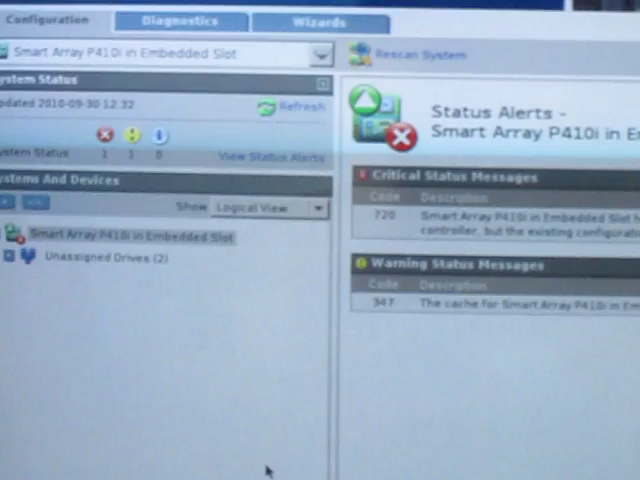 Configuration
Diagnostics
Wizards
Smart Array P410i in Embedded Slot
Rescan System
ystem Status
pdated 2010-09-30 12:32
Refresh
ystem Status 1 1 0
View Status Alerts
ystems And Devices
Show Logical View
Smart Array P410i in Embedded Slot
Unassigned Drives (2)
Status Alerts -
Smart Array P410i in E
Critical Status Messages
Code Description
720 Smart Array P410i in Embedded Slot h
controller, but the existing configurati
Warning Status Messages
Code Description
347 The cache for Smart Array P410i in Em